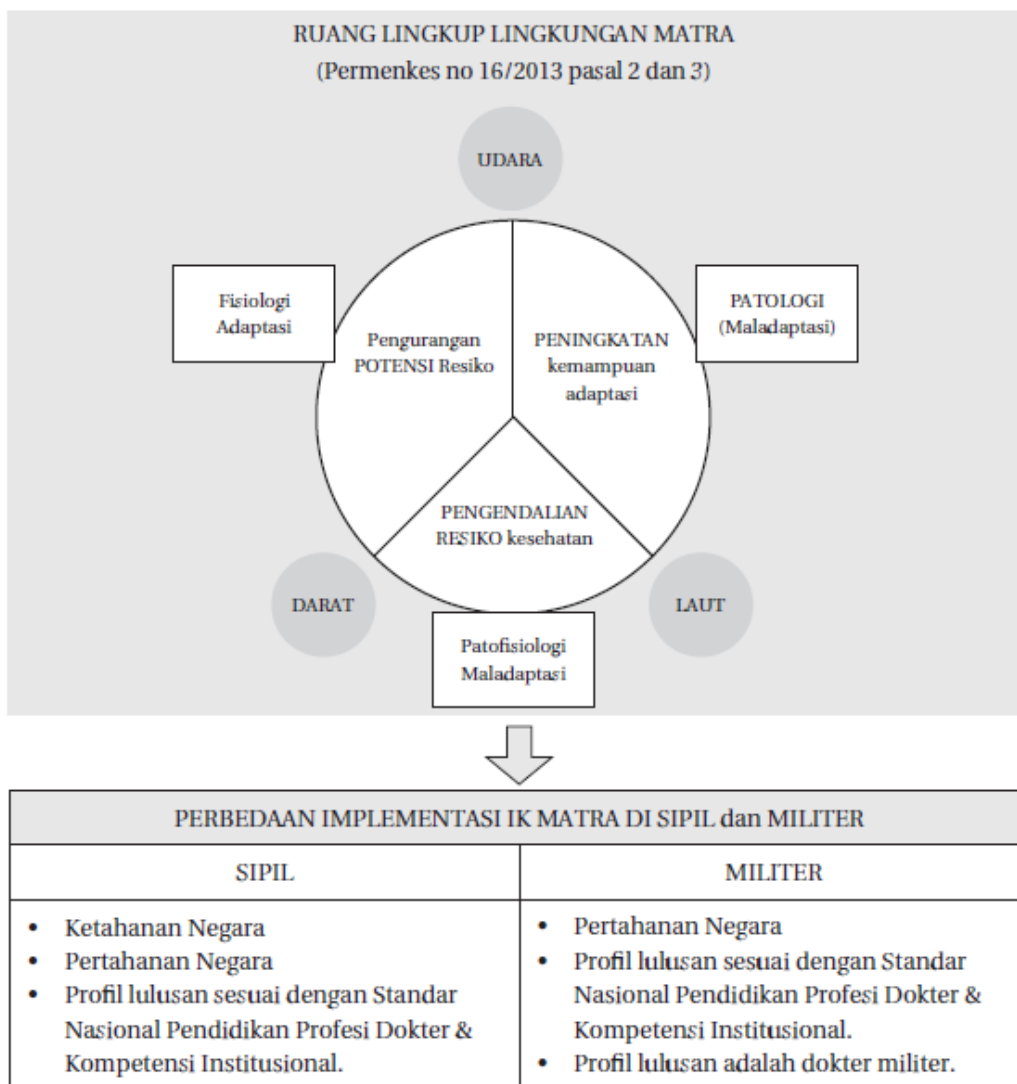 RUANG LINGKUP LINGKUNGAN MATRA
(Permenkes no 16/2013 pasal 2 dan 3)
UDARA
Fisiologi
Adaptasi
PATOLOGI
(Maladaptasi)
Pengurangan
POTENSI Resiko
PENINGKATAN
kemampuan
adaptasi
PENGENDALIAN
RESIKO kesehatan
DARAT
LAUT
Patofisiologi
Maladaptasi
PERBEDAAN IMPLEMENTASI IK MATRA DI SIPIL dan MILITER
SIPIL
• Ketahanan Negara
• Pertahanan Negara
• Profil lulusan sesuai dengan Standar
Nasional Pendidikan Profesi Dokter &
Kompetensi Institusional.
MILITER
• Pertahanan Negara
• Profil lulusan sesuai dengan Standar
Nasional Pendidikan Profesi Dokter &
Kompetensi Institusional.
• Profil lulusan adalah dokter militer.